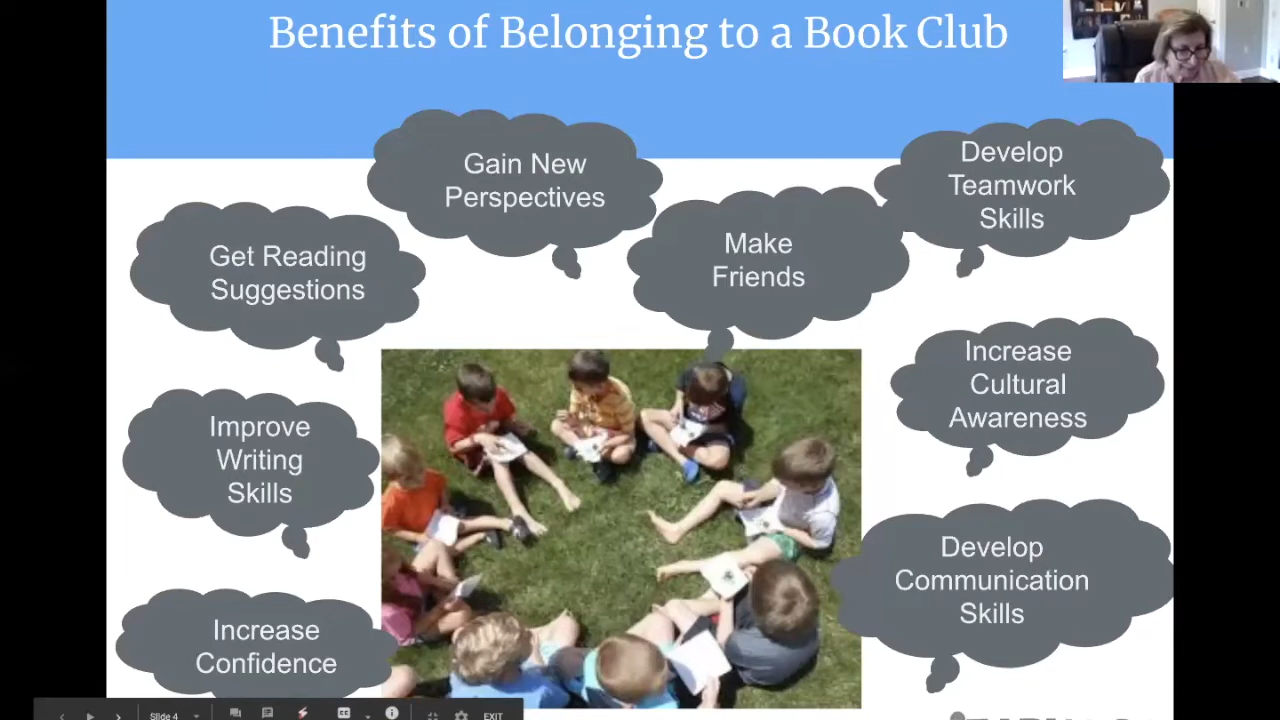 Benefits of Belonging to a Book Club
Gain New
Perspectives
Develop
Teamwork
Skills
Make
Friends
Get Reading
Suggestions
Increase
Cultural
Awareness
Improve
Writing
Skills
Develop
Communication
Skills
Increase
Confidence
Slide 4
EXIT